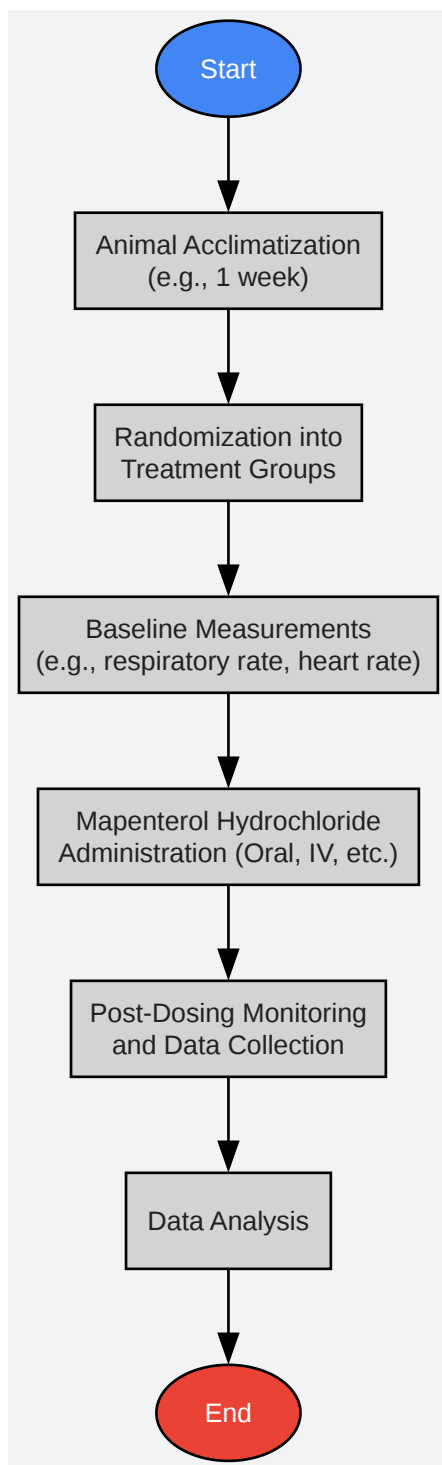 Start
Animal Acclimatization
(e.g., 1 week)
Randomization into
Treatment Groups
Baseline Measurements
(e.g., respiratory rate, heart rate)
Mapenterol Hydrochloride
Administration (Oral, IV, etc.)
Post-Dosing Monitoring
and Data Collection
Data Analysis
End